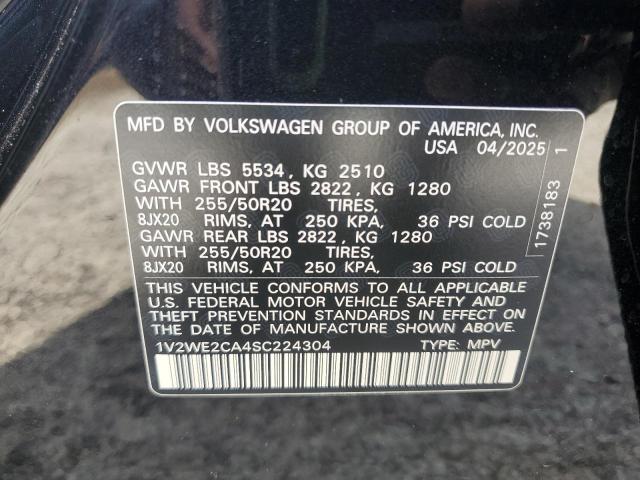 MFD BY VOLKSWAGEN GROUP OF AMERICA, INC.
USA 04/2025
GVWR LBS 5534, KG 2510
GAWR FRONT LBS 2822, KG 1280
WITH 255/50R20 TIRES,
8JX20 RIMS, AT 250 KPA, 36 PSI COLD
GAWR REAR LBS 2822, KG 1280
WITH 255/50R20 TIRES,
8JX20 RIMS, AT 250 KPA, 36 PSI COLD
THIS VEHICLE CONFORMS TO ALL APPLICABLE
U.S. FEDERAL MOTOR VEHICLE SAFETY AND
THEFT PREVENTION STANDARDS IN EFFECT ON
THE DATE OF MANUFACTURE SHOWN ABOVE.
1V2WE2CA4SC224304 TYPE: MPV
1738183 1